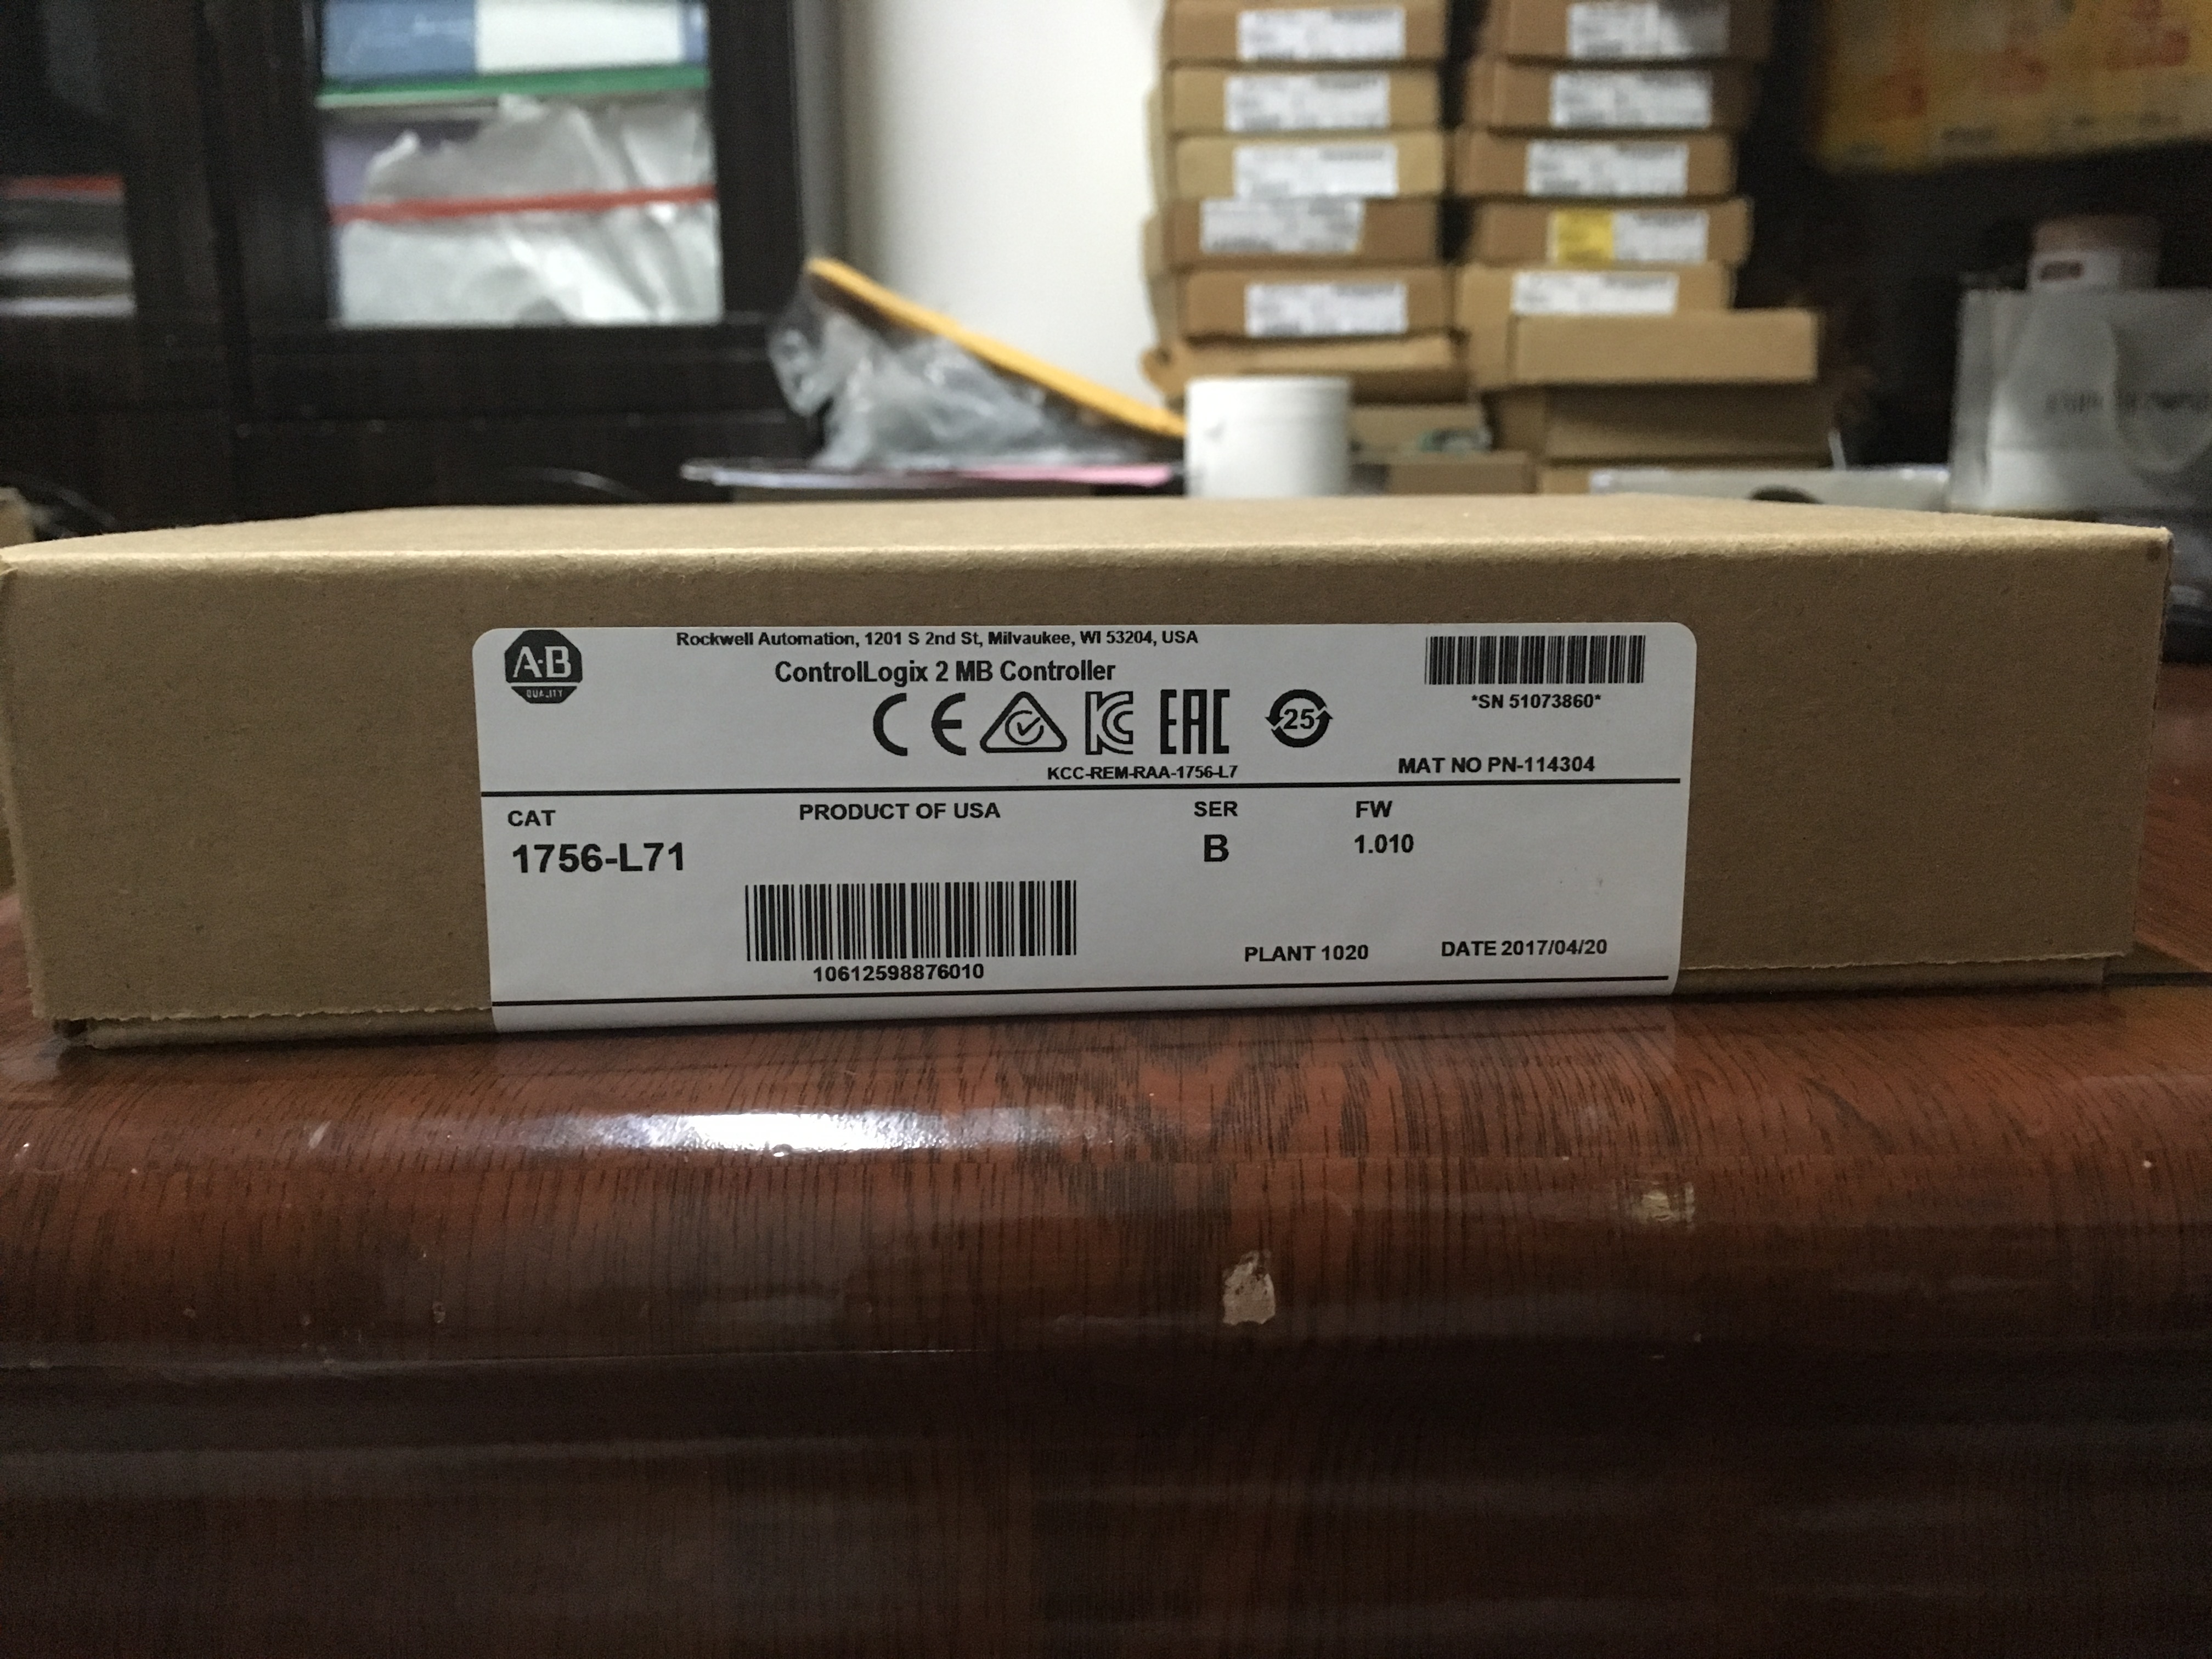 A-B
QUALITY
Rockwell Automation, 1201 S 2nd St, Milvaukee, WI 53204, USA
ControlLogix 2 MB Controller
*SN 51073860*
CE KC EAC 25
KCC-REM-RAA-1756-L7
MAT NO PN-114304
CAT PRODUCT OF USA SER FW
1756-L71 B 1.010
10612598876010
PLANT 1020 DATE 2017/04/20